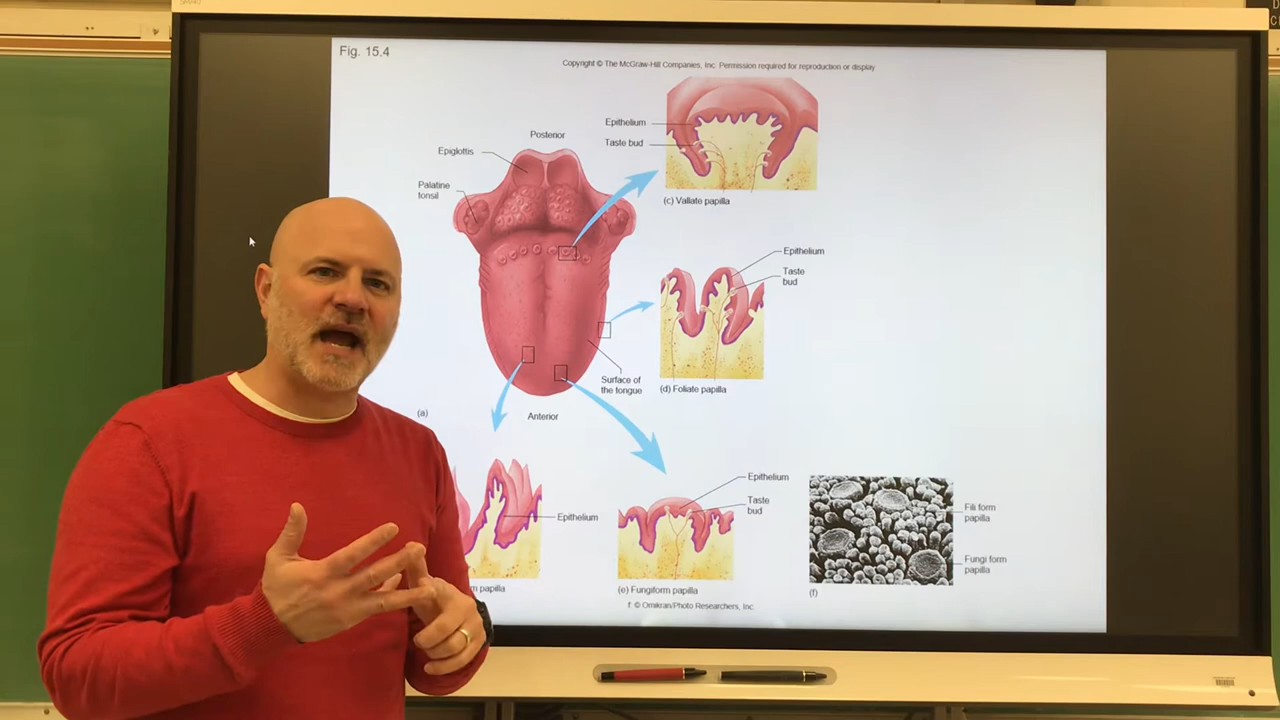 Fig. 15.4
Copyright © The McGraw-Hill Companies, Inc. Permission required for reproduction or display
Posterior
Epiglottis
Palatine
tonsil
Epithelium
Taste bud
(c) Vallate papilla
Epithelium
Taste
bud
(d) Foliate papilla
Surface of
the tongue
(a)
Anterior
Epithelium
papilla
Epithelium
Taste
bud
(e) Fungiform papilla
f: © Omikran/Photo Researchers, Inc.
Fili form
papilla
Fungi form
papilla
(f)